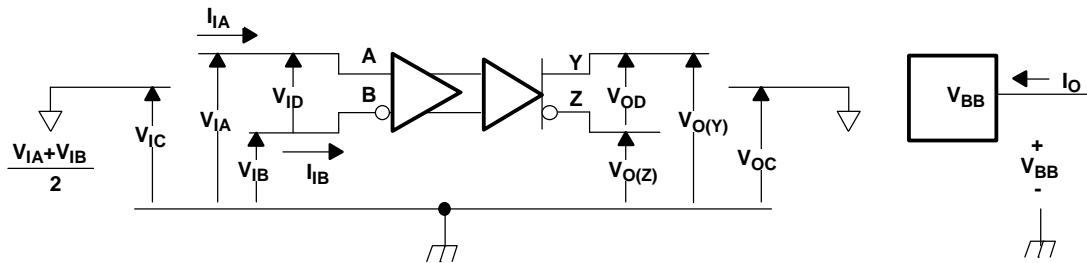 I_IA
A
B
Y
Z
V_IC
V_IA
V_ID
V_IB
I_IB
V_OD
V_O(Y)
V_O(Z)
V_OC
V_IA+V_IB
2
V_BB
I_O
+
V_BB
-